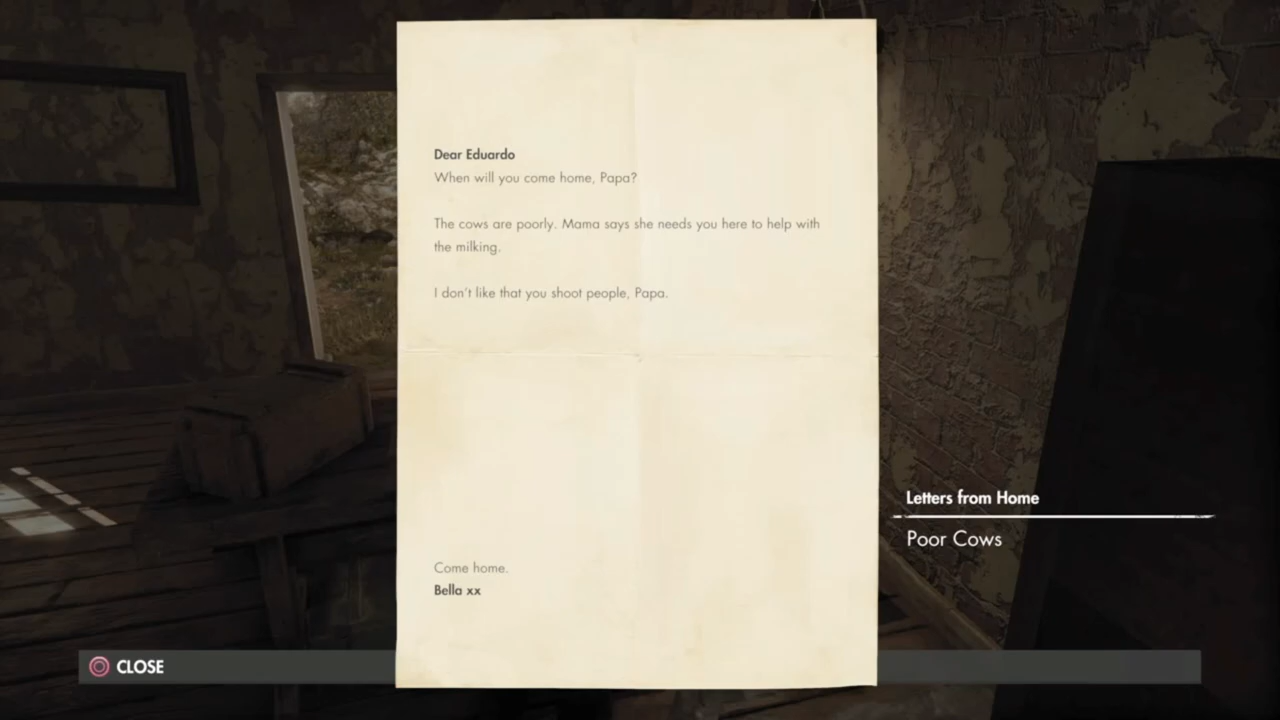 Dear Eduardo
When will you come home, Papa?
The cows are poorly. Mama says she needs you here to help with
the milking.
I don't like that you shoot people, Papa.
Come home.
Bella xx
Letters from Home
Poor Cows
CLOSE